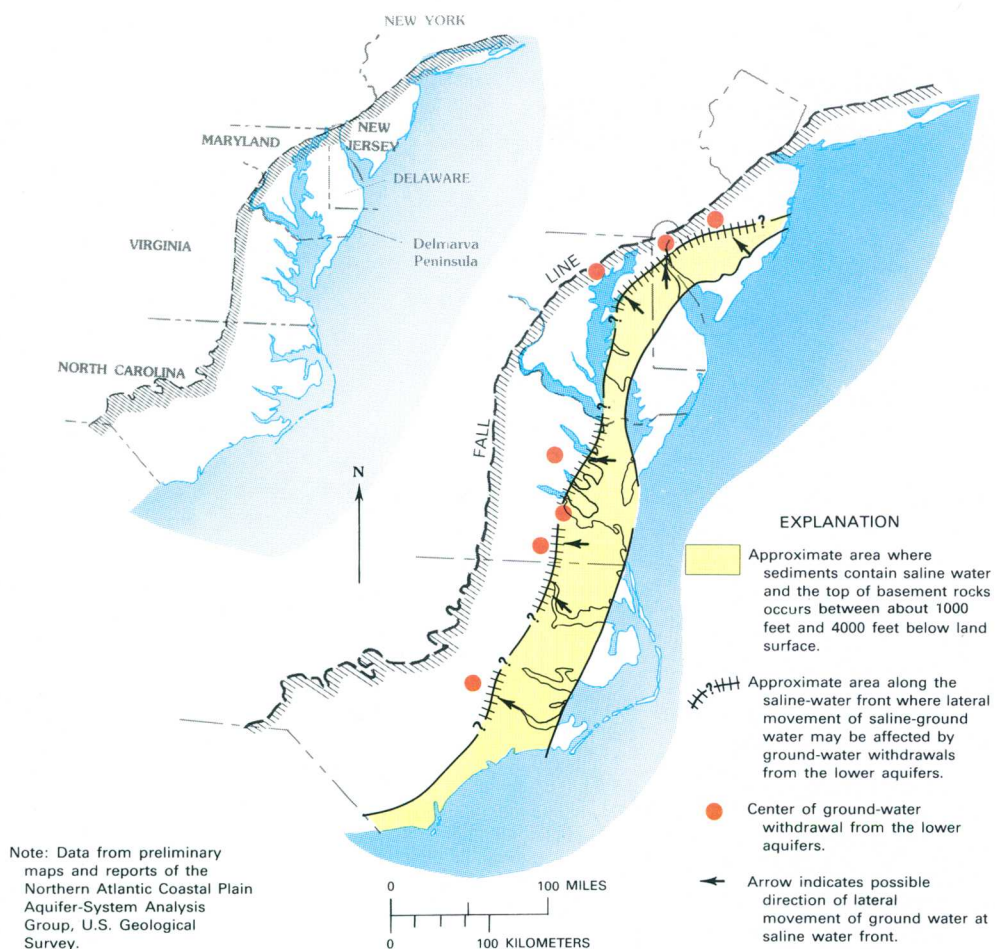 NEW YORK
MARYLAND
NEW
JERSEY
DELAWARE
VIRGINIA
Delmarva
Peninsula
NORTH CAROLINA
N
FALL
LINE
?
?
?
?
?
?
?
EXPLANATION
Approximate area where
sediments contain saline water
and the top of basement rocks
occurs between about 1000
feet and 4000 feet below land
surface.
?
Approximate area along the
saline-water front where lateral
movement of saline-ground
water may be affected by
ground-water withdrawals
from the lower aquifers.
Center of ground-water
withdrawal from the lower
aquifers.
Arrow indicates possible
direction of lateral
movement of ground water at
saline water front.
Note: Data from preliminary
maps and reports of the
Northern Atlantic Coastal Plain
Aquifer-System Analysis
Group, U.S. Geological
Survey.
0 100 MILES
0 100 KILOMETERS